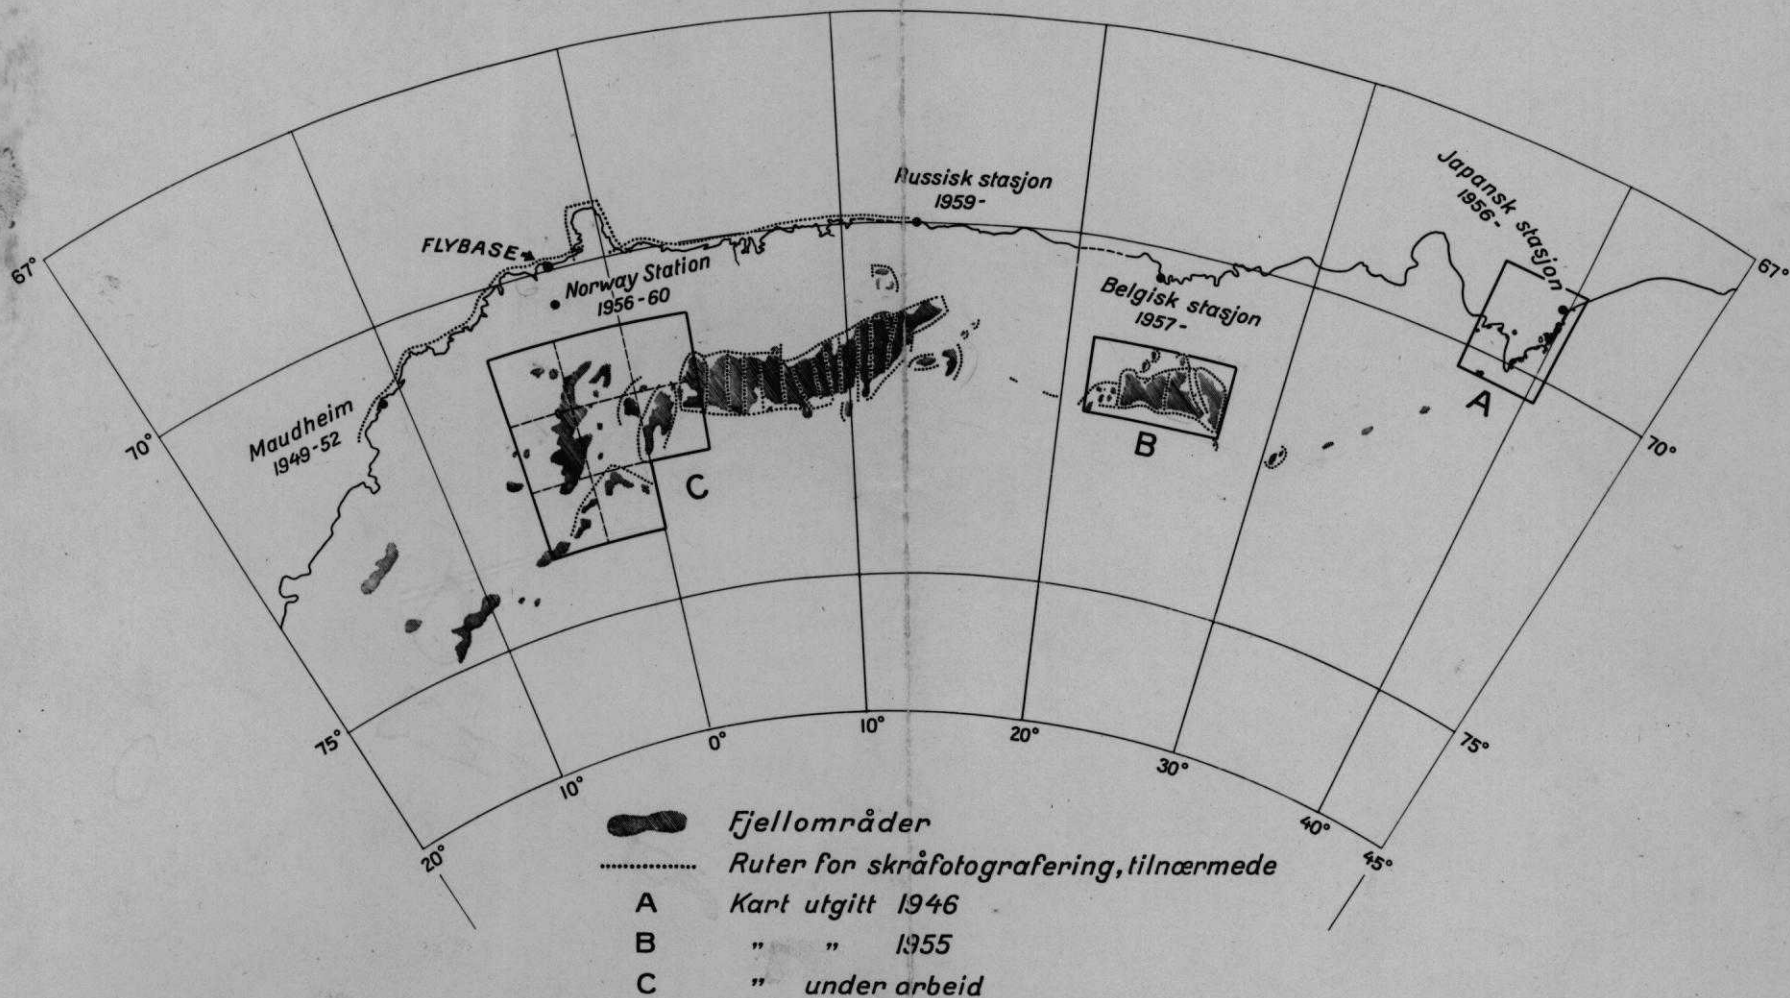 Russisk stasjon
1959-
Japansk stasjon
1956-
FLYBASE
67°
67°
Norway Station
1956-60
Belgisk stasjon
1957-
Maudheim
1949-52
A
B
C
70°
70°
75°
75°
20°
10°
0°
10°
20°
30°
40°
45°
Fjellområder
Ruter for skråfotografering, tilnærmede
A Kart utgitt 1946
B " " 1955
C " under arbeid